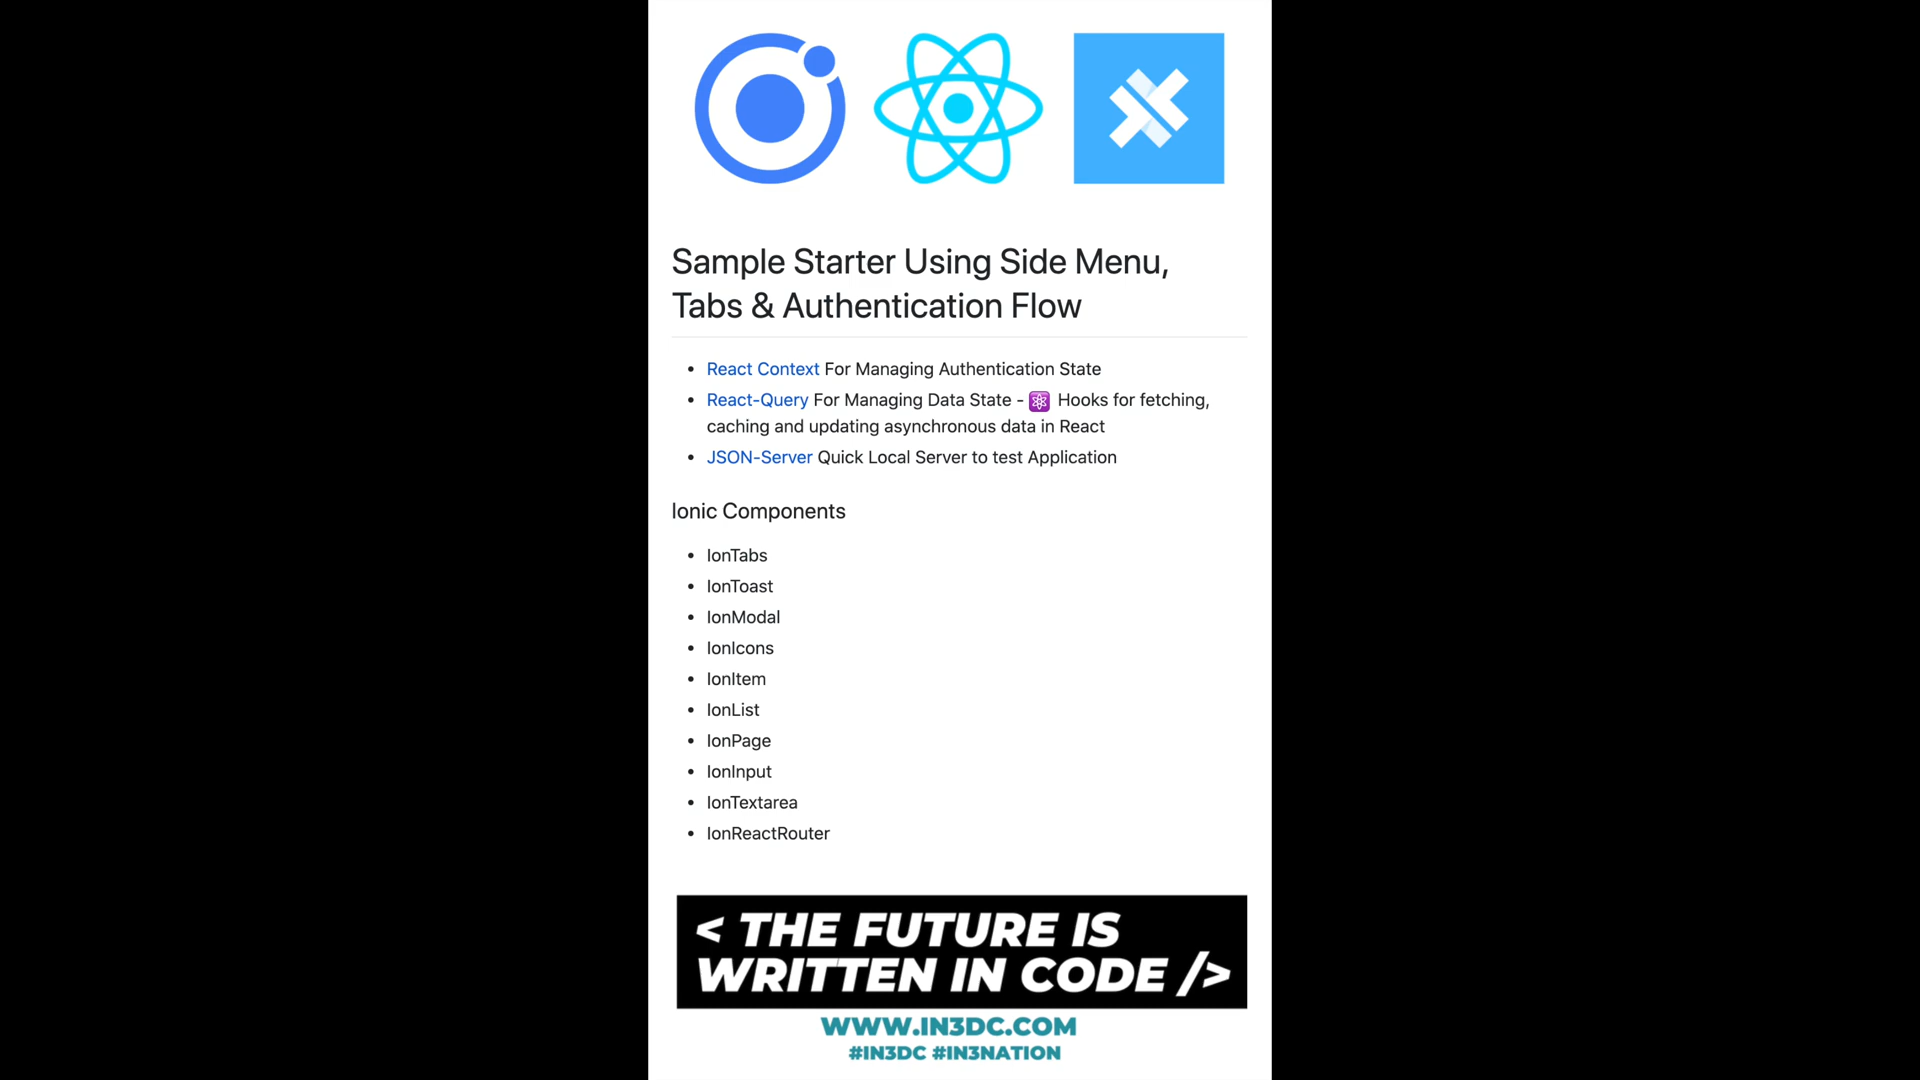 Sample Starter Using Side Menu,
Tabs & Authentication Flow
React Context For Managing Authentication State
React-Query For Managing Data State - ⚛️ Hooks for fetching,
caching and updating asynchronous data in React
JSON-Server Quick Local Server to test Application
Ionic Components
IonTabs
IonToast
IonModal
IonIcons
IonItem
IonList
IonPage
IonInput
IonTextarea
IonReactRouter
< THE FUTURE IS
WRITTEN IN CODE />
WWW.IN3DC.COM
#IN3DC #IN3NATION